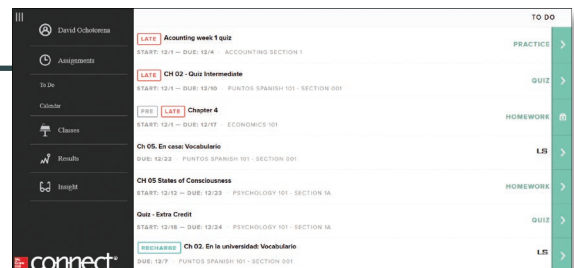 TO DO
David Ochotorena
Assignments
To Do
Calendar
Classes
Results
Insight
connect®
LATE Acounting week 1 quiz
START: 12/1 — DUE: 12/4 · ACCOUNTING SECTION 1
PRACTICE
LATE CH 02 - Quiz Intermediate
START: 12/1 — DUE: 12/10 · PUNTOS SPANISH 101 - SECTION 001
QUIZ
PRE LATE Chapter 4
START: 12/1 — DUE: 12/17 · ECONOMICS 101
HOMEWORK
Ch 05. En casa: Vocabulario
DUE: 12/22 · PUNTOS SPANISH 101 - SECTION 001
LS
CH 05 States of Consciousness
START: 12/12 — DUE: 12/23 · PSYCHOLOGY 101 - SECTION 1A
HOMEWORK
Quiz - Extra Credit
START: 12/18 — DUE: 12/24 · PSYCHOLOGY 101 - SECTION 1A
QUIZ
RECHARGE Ch 02. En la universidad: Vocabulario
DUE: 12/7 · PUNTOS SPANISH 101 - SECTION 001
LS